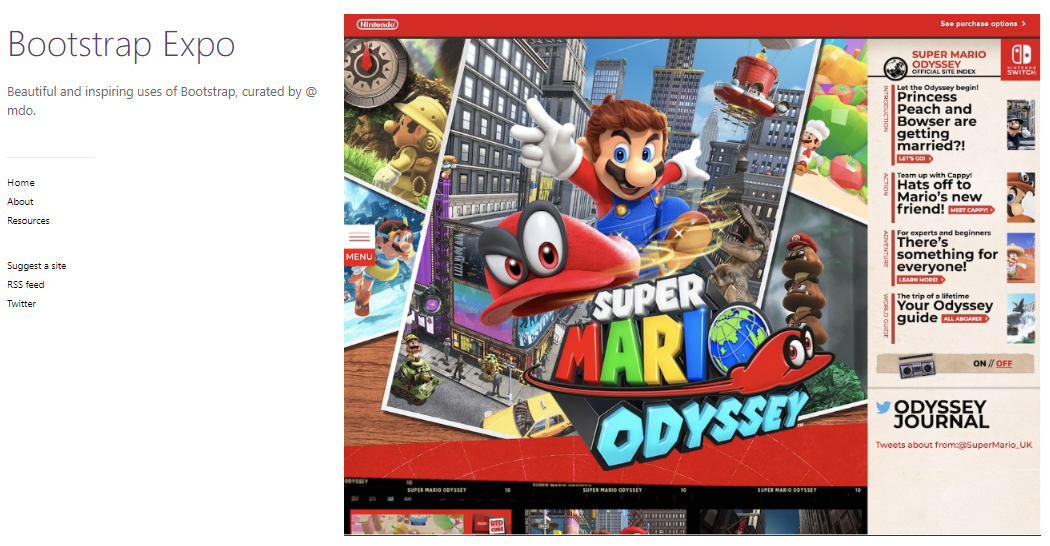 Bootstrap Expo
Beautiful and inspiring uses of Bootstrap, curated by @
mdo.
Home
About
Resources
Suggest a site
RSS feed
Twitter
Nintendo
See purchase options
MENU
SUPER
MARIO
ODYSSEY
SUPER MARIO
ODYSSEY
OFFICIAL SITE INDEX
NINTENDO
SWITCH
INTRODUCTION
Let the Odyssey begin!
Princess
Peach and
Bowser are
getting
married?!
LET'S GO!
ACTION
Team up with Cappy!
Hats off to
Mario's new
friend! MEET CAPPY!
ADVENTURE
For experts and beginners
There's
something for
everyone!
LEARN MORE!
WORLD GUIDE
The trip of a lifetime
Your Odyssey
guide ALL ABOARD!
ON // OFF
ODYSSEY
JOURNAL
Tweets about from:@SuperMario_UK
ODYSSEY 10 SUPER MARIO ODYSSEY 10 SUPER MARIO ODYSSEY 10 SUPER MARIO ODYSSEY 10
RED
CUBE